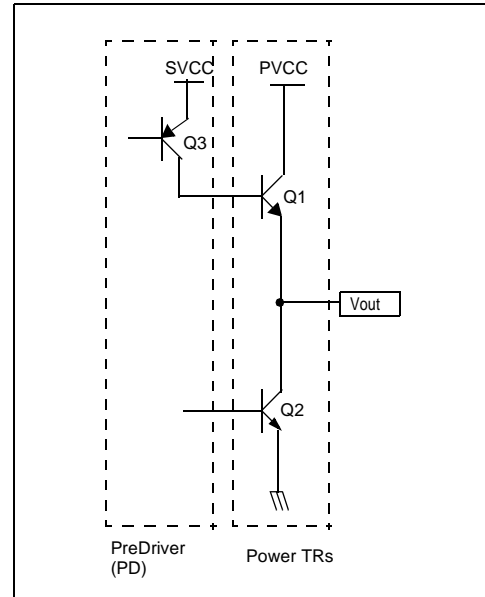 SVCC
PVCC
Q3
Q1
Vout
Q2
PreDriver
(PD)
Power TRs